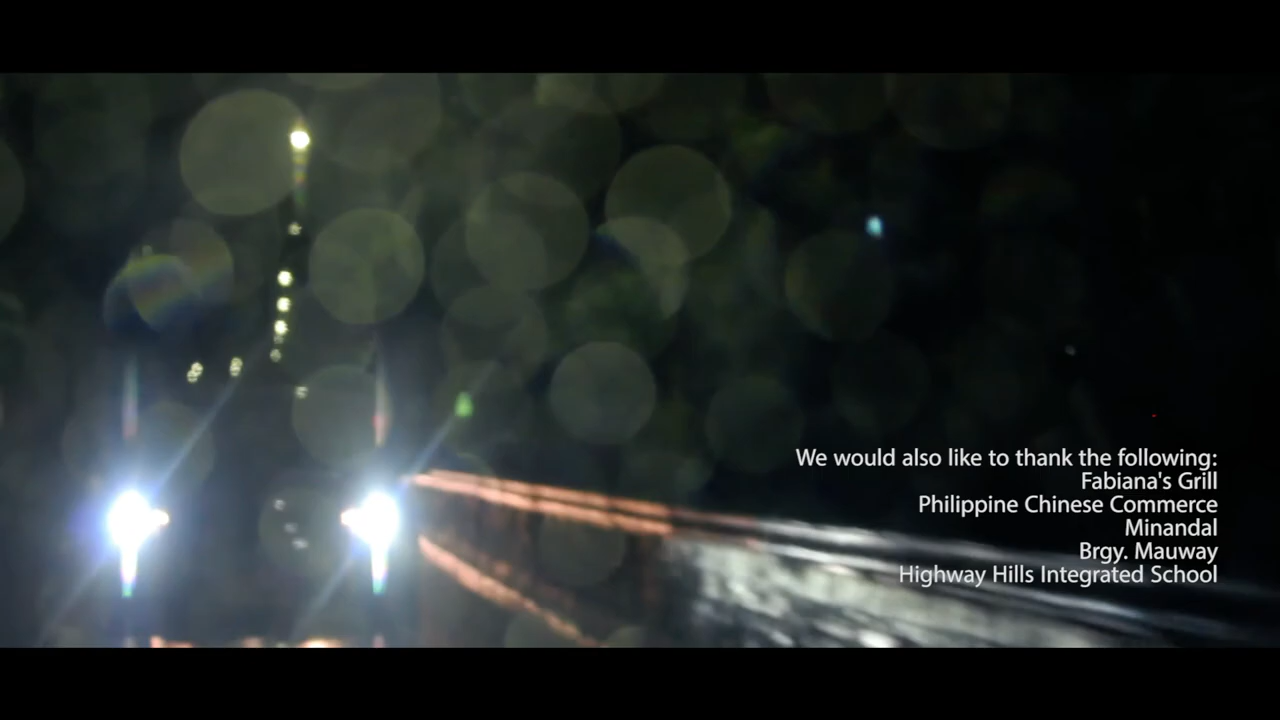 We would also like to thank the following:
Fabiana's Grill
Philippine Chinese Commerce
Minandal
Brgy. Mauway
Highway Hills Integrated School